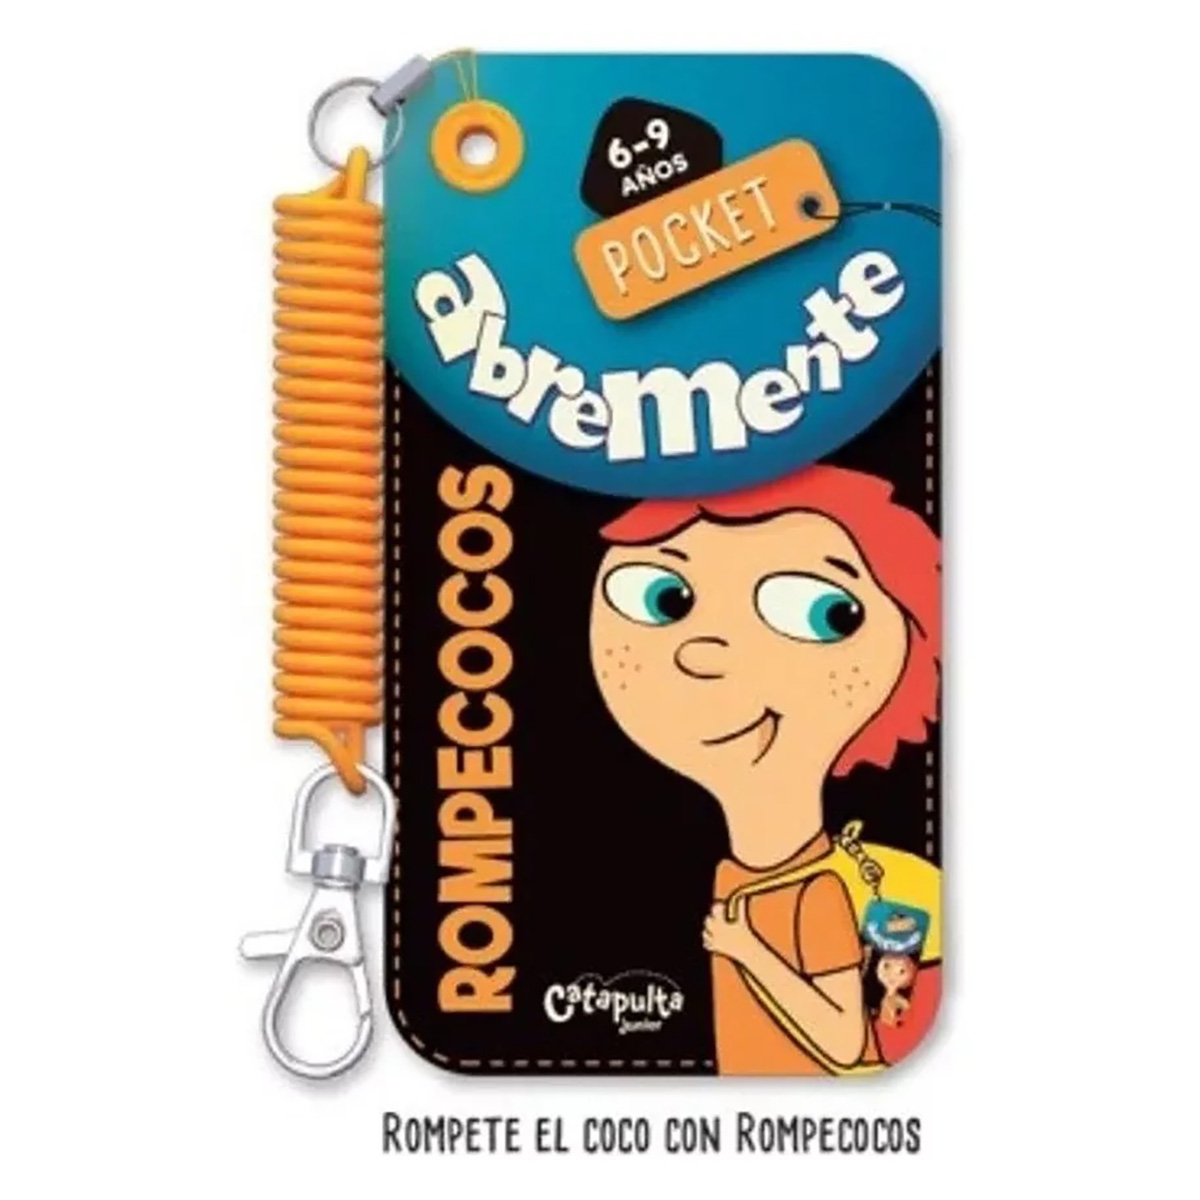 6-9
AÑOS
POCKET
abremente
ROMPECOCOS
Catapulta
Junior
ROMPETE EL COCO CON ROMPECOCOS